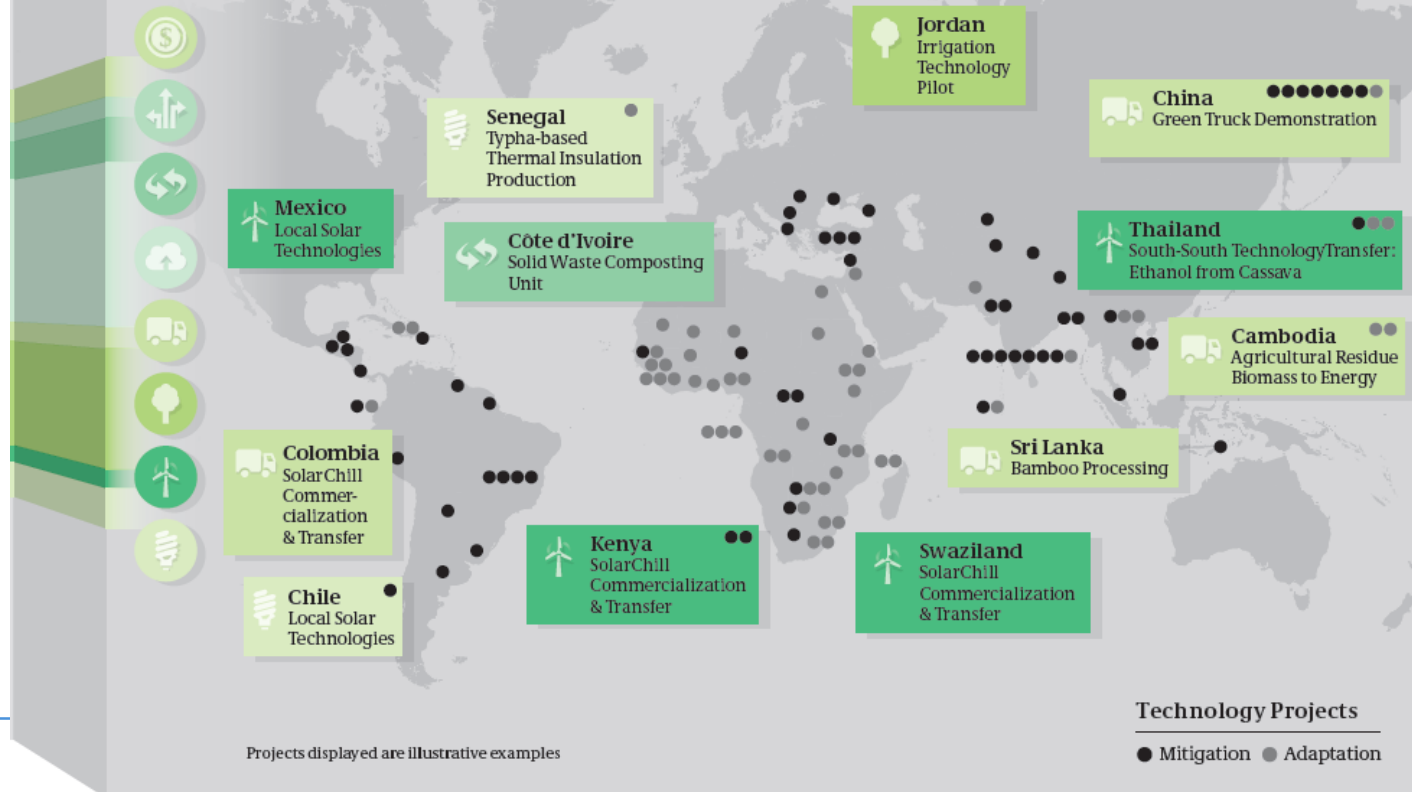 $
Jordan
Irrigation
Technology
Pilot
China
Green Truck Demonstration
Senegal
Typha-based
Thermal Insulation
Production
Mexico
Local Solar
Technologies
Côte d'Ivoire
Solid Waste Composting
Unit
Thailand
South-South TechnologyTransfer:
Ethanol from Cassava
Cambodia
Agricultural Residue
Biomass to Energy
Colombia
SolarChill
Commer-
cialization
& Transfer
Sri Lanka
Bamboo Processing
Kenya
SolarChill
Commercialization
& Transfer
Swaziland
SolarChill
Commercialization
& Transfer
Chile
Local Solar
Technologies
Technology Projects
Mitigation Adaptation
Projects displayed are illustrative examples